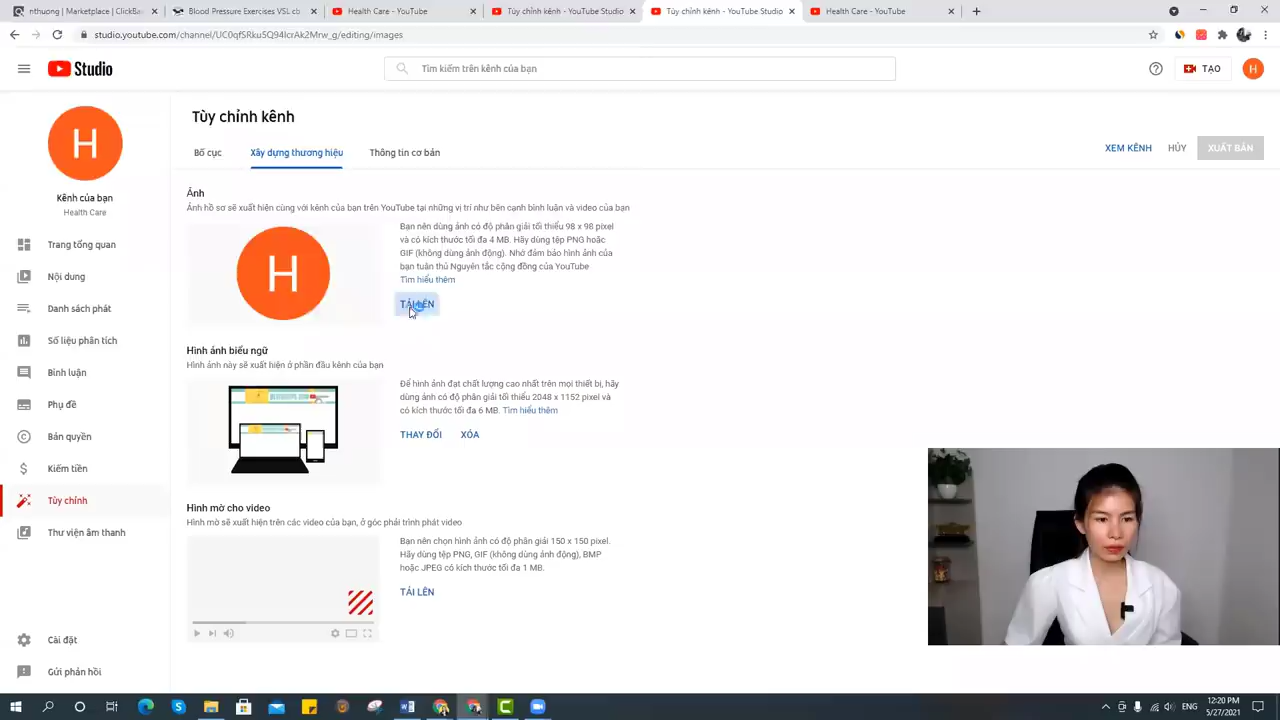 nthuong | ClickBa
Blood Pressure Exercises VSL cb
Health Care - YouTube
Tùy chỉnh kênh - YouTube Studio
Tùy chỉnh kênh - YouTube Studio
Health Care - YouTube
studio.youtube.com/channel/UC0qfSRku5Q94IcrAk2Mrw_g/editing/images
Studio
Tìm kiếm trên kênh của bạn
TẠO
H
H
Kênh của bạn
Health Care
Trang tổng quan
Nội dung
Danh sách phát
Số liệu phân tích
Bình luận
Phụ đề
Bản quyền
Kiếm tiền
Tùy chỉnh
Thư viện âm thanh
Cài đặt
Gửi phản hồi
Tùy chỉnh kênh
Bố cục
Xây dựng thương hiệu
Thông tin cơ bản
XEM KÊNH
HỦY
XUẤT BẢN
Ảnh
Ảnh hồ sơ sẽ xuất hiện cùng với kênh của bạn trên YouTube tại những vị trí như bên cạnh bình luận và video của bạn
H
Bạn nên dùng ảnh có độ phân giải tối thiểu 98 x 98 pixel
và có kích thước tối đa 4 MB. Hãy dùng tệp PNG hoặc
GIF (không dùng ảnh động). Nhớ đảm bảo hình ảnh của
bạn tuân thủ Nguyên tắc cộng đồng của YouTube
Tìm hiểu thêm
TẢI LÊN
Hình ảnh biểu ngữ
Hình ảnh này sẽ xuất hiện ở phần đầu kênh của bạn
Để hình ảnh đạt chất lượng cao nhất trên mọi thiết bị, hãy
dùng ảnh có độ phân giải tối thiểu 2048 x 1152 pixel và
có kích thước tối đa 6 MB. Tìm hiểu thêm
THAY ĐỔI
XÓA
Hình mờ cho video
Hình mờ sẽ xuất hiện trên các video của bạn, ở góc phải trình phát video
Bạn nên chọn hình ảnh có độ phân giải 150 x 150 pixel.
Hãy dùng tệp PNG, GIF (không dùng ảnh động), BMP
hoặc JPEG có kích thước tối đa 1 MB.
TẢI LÊN
ENG
12:20 PM
5/27/2021